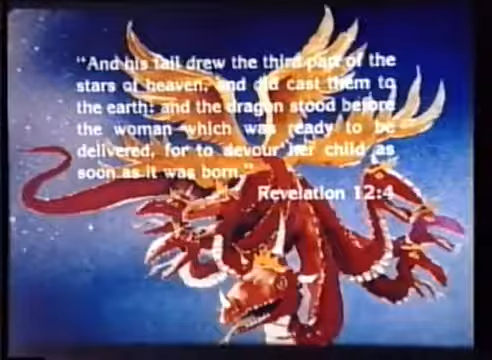 "And his tail drew the third part of the
stars of heaven, and did cast them to
the earth: and the dragon stood before
the woman which was ready to be
delivered, for to devour her child as
soon as it was born."
Revelation 12:4